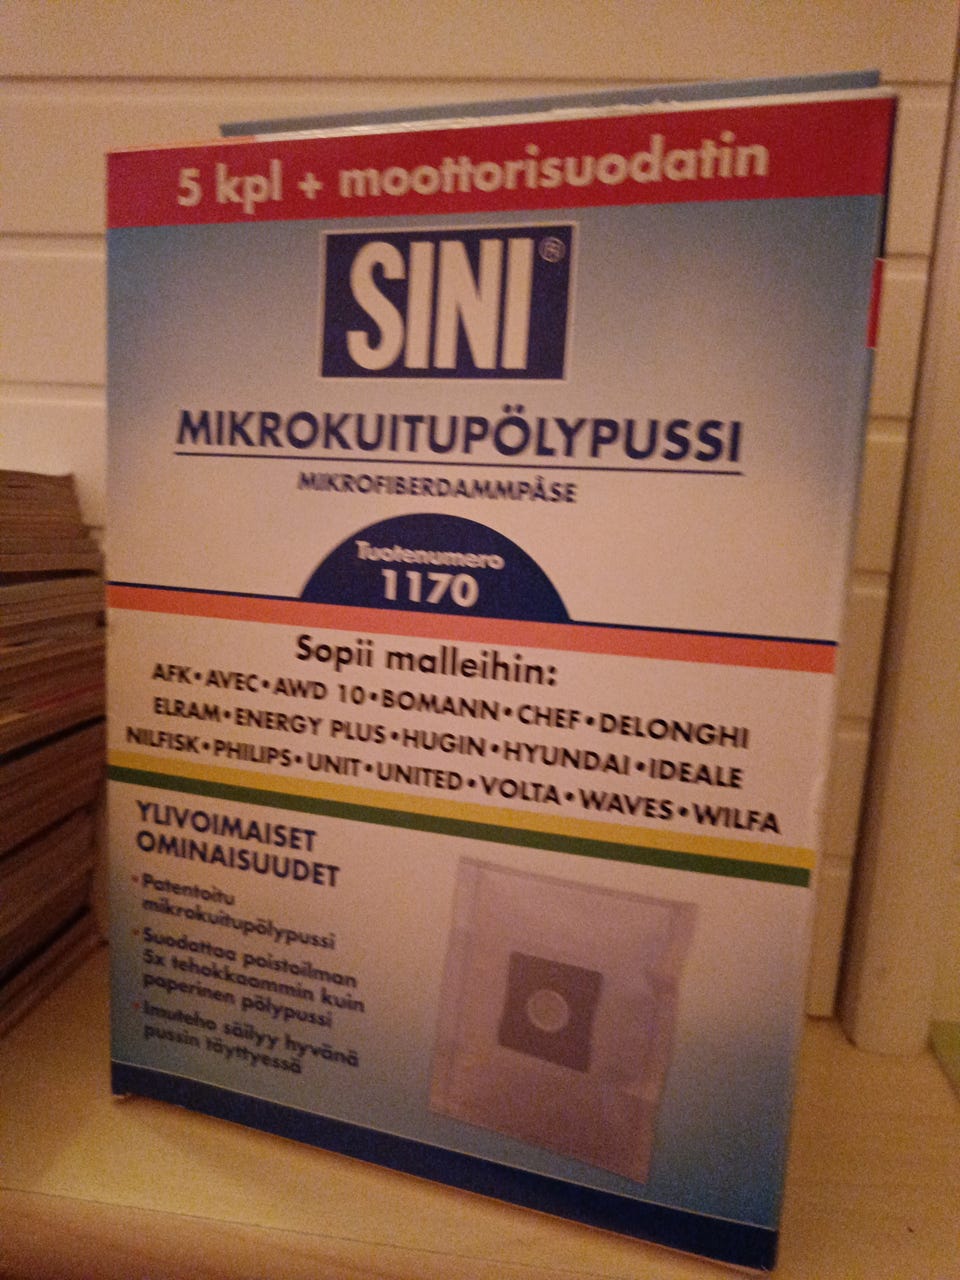 5 kpl + moottorisuodatin
SINI®
MIKROKUITUPÖLYPUSSI
MIKROFIBERDAMMPÅSE
Tuotenumero
1170
Sopii malleihin:
AFK • AVEC • AWD 10 • BOMANN • CHEF • DELONGHI
ELRAM • ENERGY PLUS • HUGIN • HYUNDAI • IDEALE
NILFISK • PHILIPS • UNIT • UNITED • VOLTA • WAVES • WILFA
YLIVOIMAISET
OMINAISUUDET
• Patentoitu
mikrokuitupölypussi
• Suodattaa poistoilman
5x tehokkaammin kuin
paperinen pölypussi
• Imuteho säilyy hyvänä
pussin täyttyessä